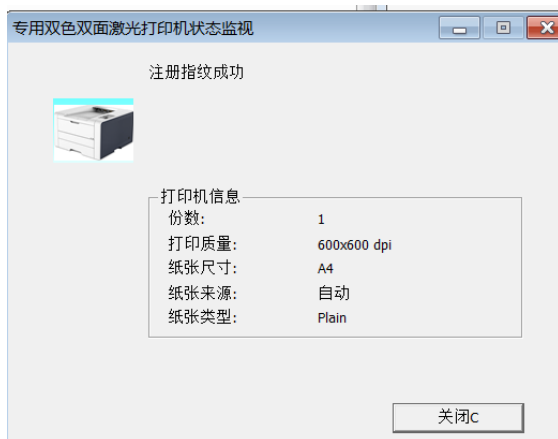 专用双色双面激光打印机状态监视
注册指纹成功
打印机信息
份数: 1
打印质量: 600x600 dpi
纸张尺寸: A4
纸张来源: 自动
纸张类型: Plain
关闭C